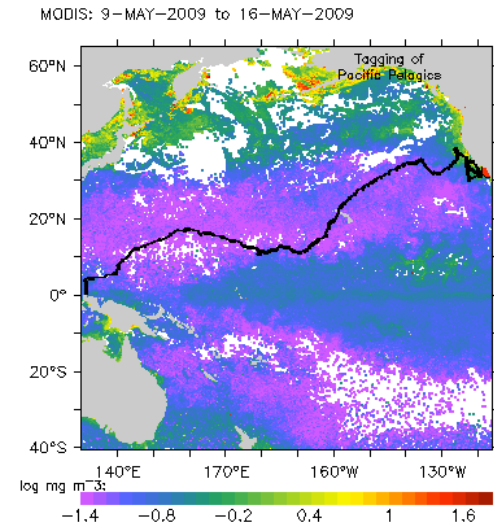 MODIS: 9-MAY-2009 to 16-MAY-2009
Tagging of
Pacific Pelagics
60°N
40°N
20°N
0°
20°S
40°S
140°E 170°E 160°W 130°W
log mg m^-3:
-1.4 -0.8 -0.2 0.4 1 1.6